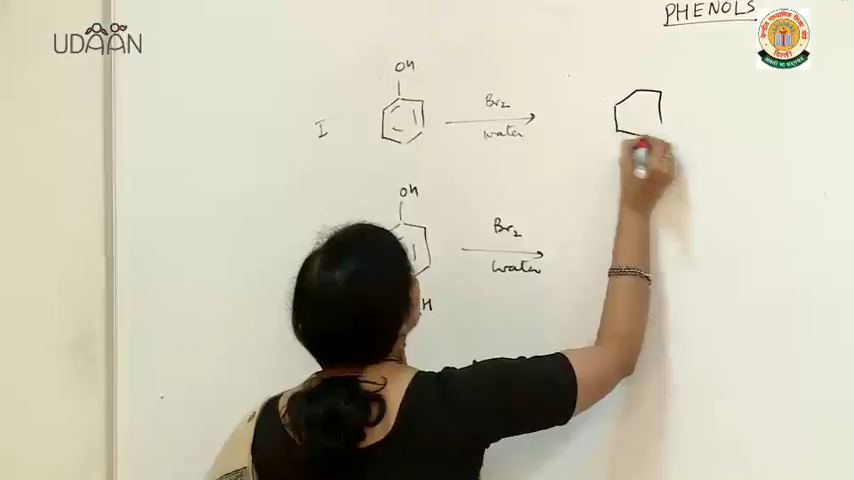 PHENOLS
UDAAN
OH
I
Br2
water
OH
Br2
water
H